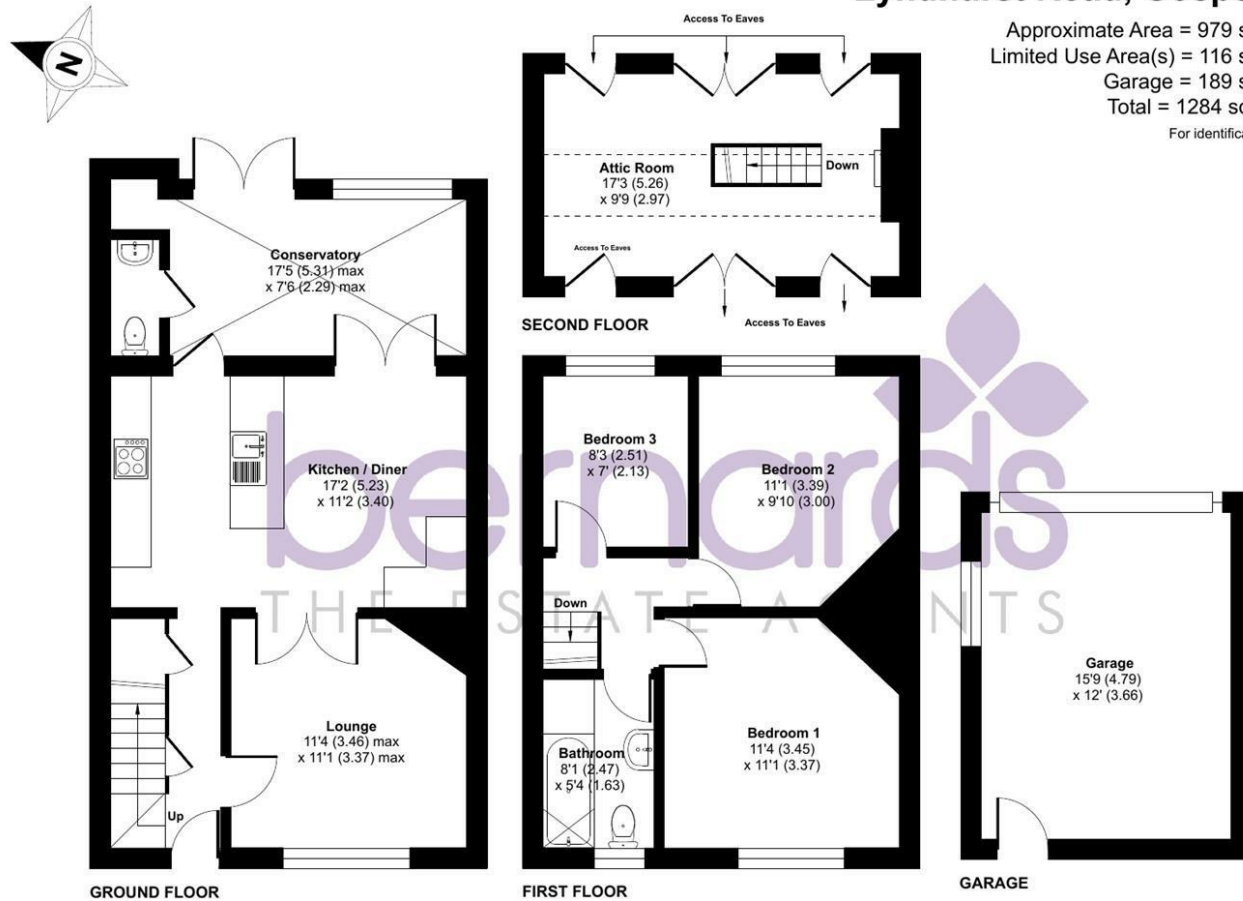 Approximate Area = 979 s
Limited Use Area(s) = 116 s
Garage = 189 s
Total = 1284 sq
For identifica
N
Access To Eaves
Attic Room
17'3 (5.26)
x 9'9 (2.97)
Down
Access To Eaves
Access To Eaves
SECOND FLOOR
Conservatory
17'5 (5.31) max
x 7'6 (2.29) max
Kitchen / Diner
17'2 (5.23)
x 11'2 (3.40)
Lounge
11'4 (3.46) max
x 11'1 (3.37) max
Up
GROUND FLOOR
Bedroom 3
8'3 (2.51)
x 7' (2.13)
Bedroom 2
11'1 (3.39)
x 9'10 (3.00)
Down
Bathroom
8'1 (2.47)
x 5'4 (1.63)
Bedroom 1
11'4 (3.45)
x 11'1 (3.37)
FIRST FLOOR
Garage
15'9 (4.79)
x 12' (3.66)
GARAGE
bernards
THE ESTATE AGENTS